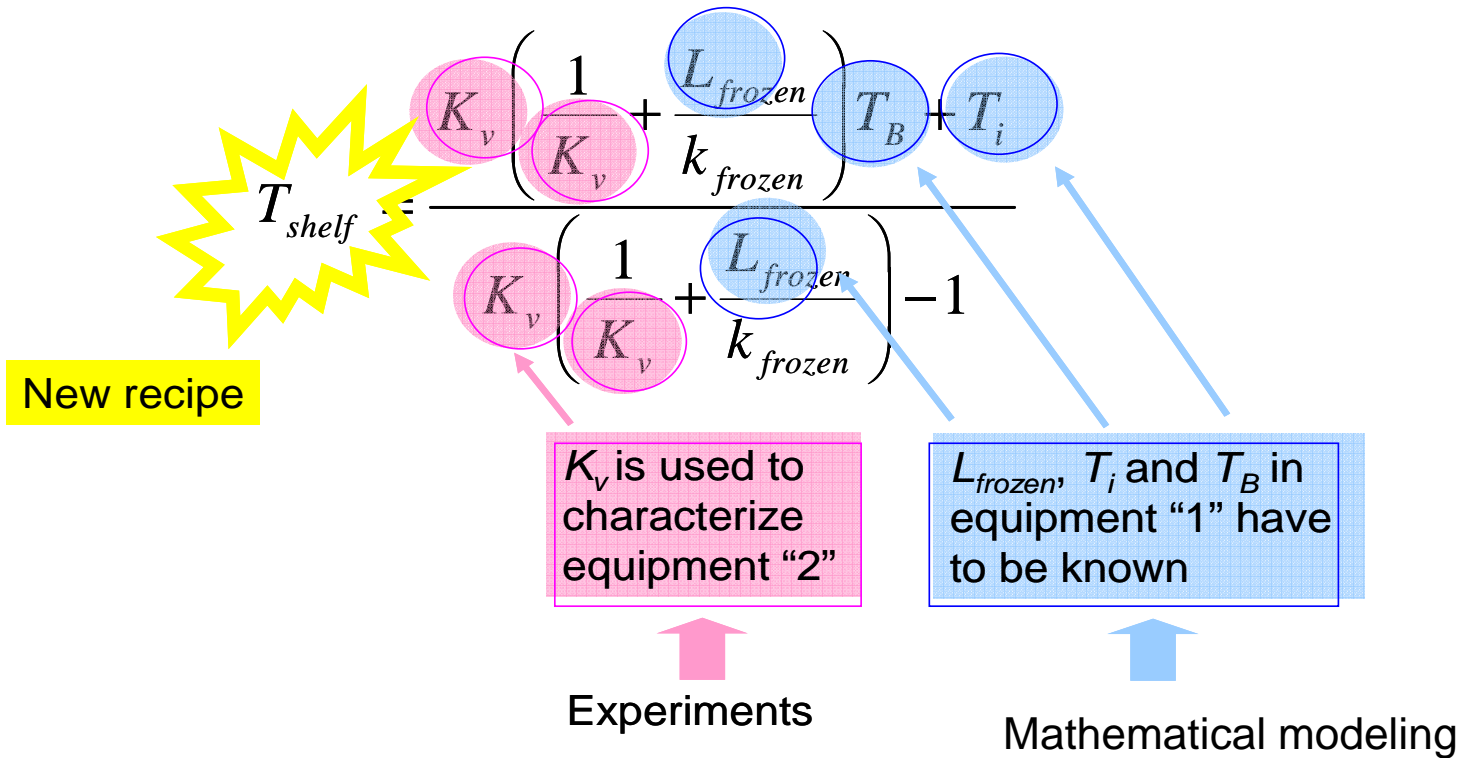 T_shelf = (K_v (1/K_v + L_frozen/k_frozen) T_B + T_i) / (K_v (1/K_v + L_frozen/k_frozen) − 1)
New recipe
K_v is used to
characterize
equipment “2”
L_frozen, T_i and T_B in
equipment “1” have
to be known
Experiments
Mathematical modeling